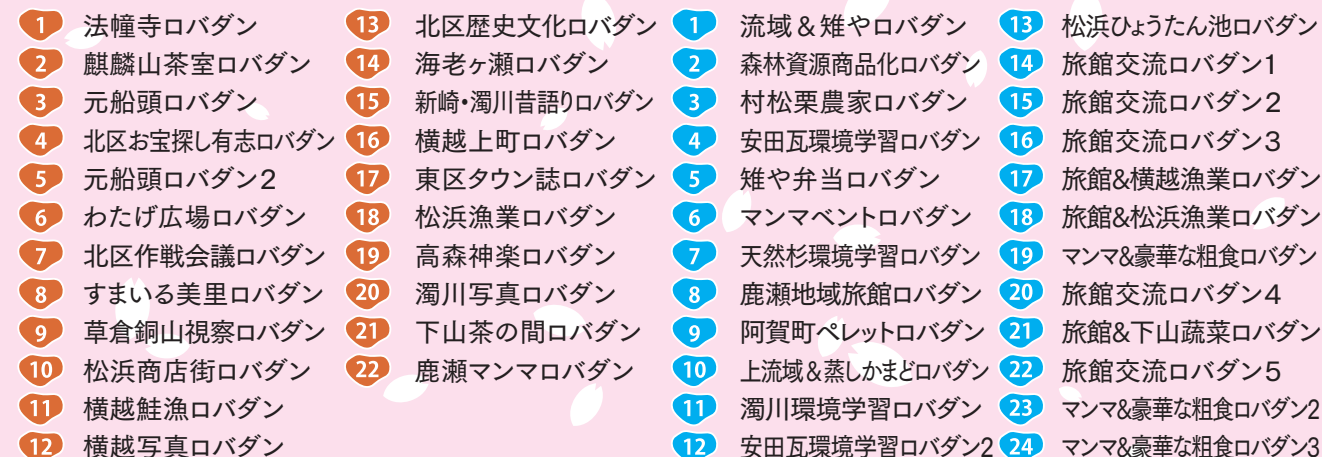 1 法幢寺ロバダン
2 麒麟山茶室ロバダン
3 元船頭ロバダン
4 北区お宝探し有志ロバダン
5 元船頭ロバダン2
6 わたげ広場ロバダン
7 北区作戦会議ロバダン
8 すまいる美里ロバダン
9 草倉銅山視察ロバダン
10 松浜商店街ロバダン
11 横越鮭漁ロバダン
12 横越写真ロバダン
13 北区歴史文化ロバダン
14 海老ヶ瀬ロバダン
15 新崎・濁川昔語りロバダン
16 横越上町ロバダン
17 東区タウン誌ロバダン
18 松浜漁業ロバダン
19 高森神楽ロバダン
20 濁川写真ロバダン
21 下山茶の間ロバダン
22 鹿瀬マンマロバダン
1 流域&雉やロバダン
2 森林資源商品化ロバダン
3 村松栗農家ロバダン
4 安田瓦環境学習ロバダン
5 雉や弁当ロバダン
6 マンマベントロバダン
7 天然杉環境学習ロバダン
8 鹿瀬地域旅館ロバダン
9 阿賀町ペレットロバダン
10 上流域&蒸しかまどロバダン
11 濁川環境学習ロバダン
12 安田瓦環境学習ロバダン2
13 松浜ひょうたん池ロバダン
14 旅館交流ロバダン1
15 旅館交流ロバダン2
16 旅館交流ロバダン3
17 旅館&横越漁業ロバダン
18 旅館&松浜漁業ロバダン
19 マンマ&豪華な粗食ロバダン
20 旅館交流ロバダン4
21 旅館&下山蔬菜ロバダン
22 旅館交流ロバダン5
23 マンマ&豪華な粗食ロバダン2
24 マンマ&豪華な粗食ロバダン3